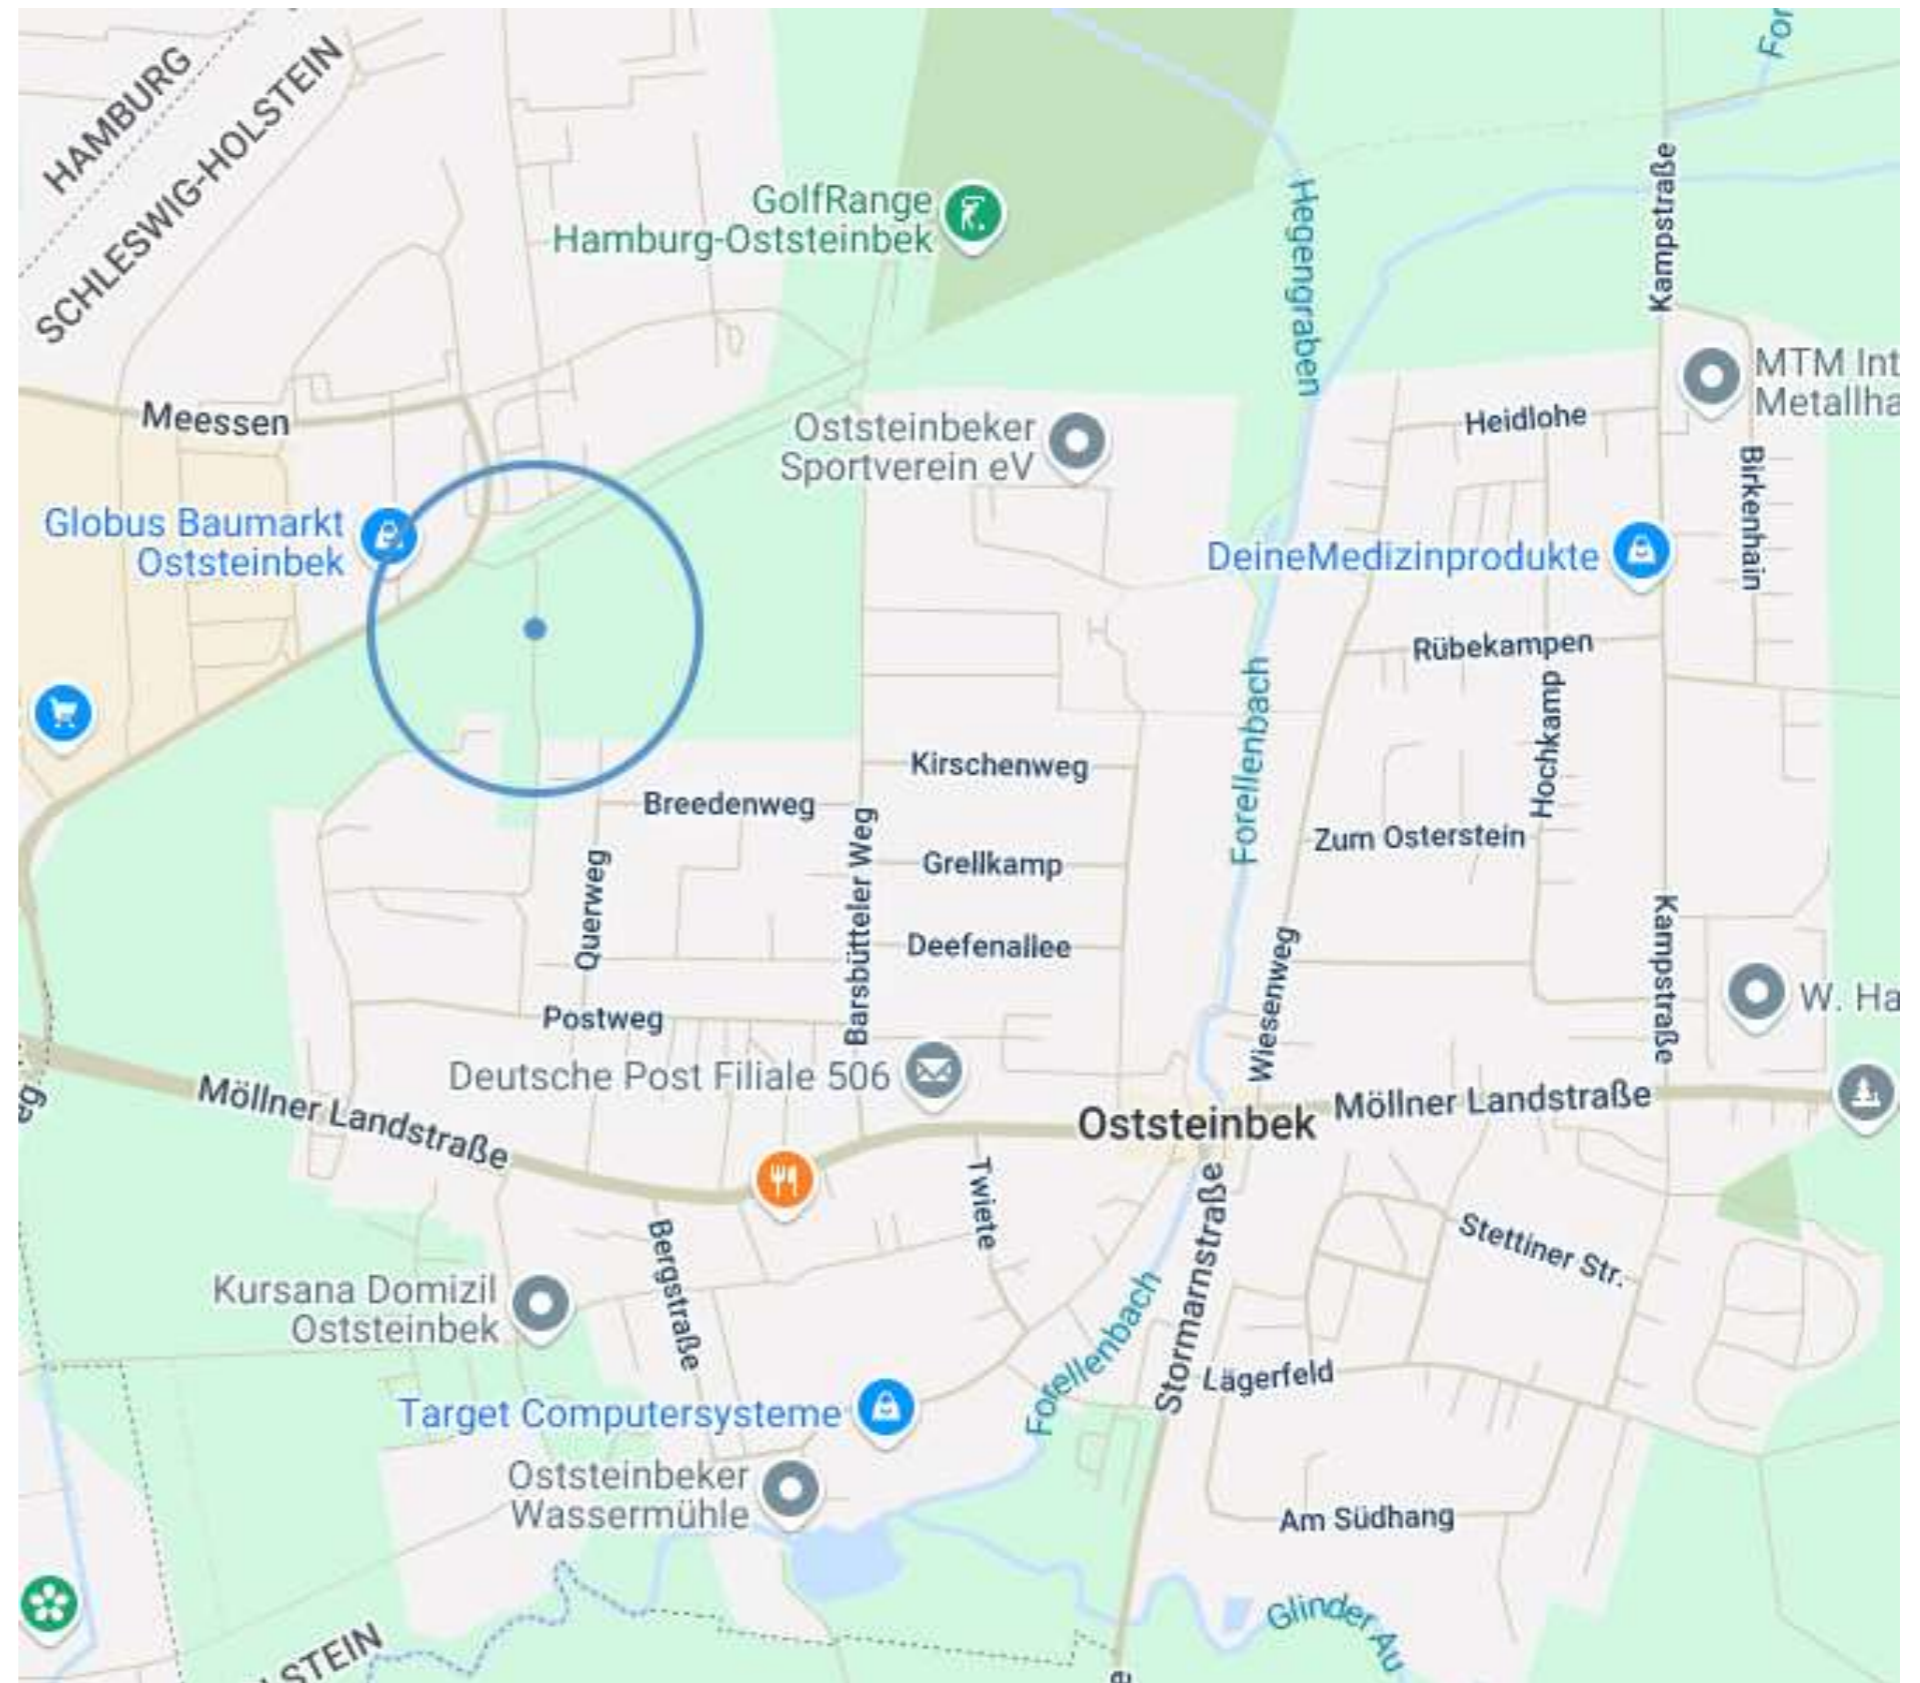 HAMBURG
SCHLESWIG-HOLSTEIN
For
GolfRange
Hamburg-Oststeinbek
Hegengraben
Kampstraße
Meessen
MTM Int
Metallha
Heidlohe
Oststeinbeker
Sportverein eV
Birkenhain
Globus Baumarkt
Oststeinbek
DeineMedizinprodukte
Rübekampen
Hochkamp
Forellenbach
Kirschenweg
Breedenweg
Zum Osterstein
Barsbütteler Weg
Grellkamp
Querweg
Deefenallee
Kampstraße
Wiesenweg
W. Ha
Postweg
Deutsche Post Filiale 506
eg
Möllner Landstraße
Oststeinbek
Möllner Landstraße
Twiete
Stormarnstraße
Bergstraße
Stettiner Str.
Kursana Domizil
Oststeinbek
Forellenbach
Lägerfeld
Target Computersysteme
Oststeinbeker
Wassermühle
Am Südhang
Glinder Au
LSTEIN
e